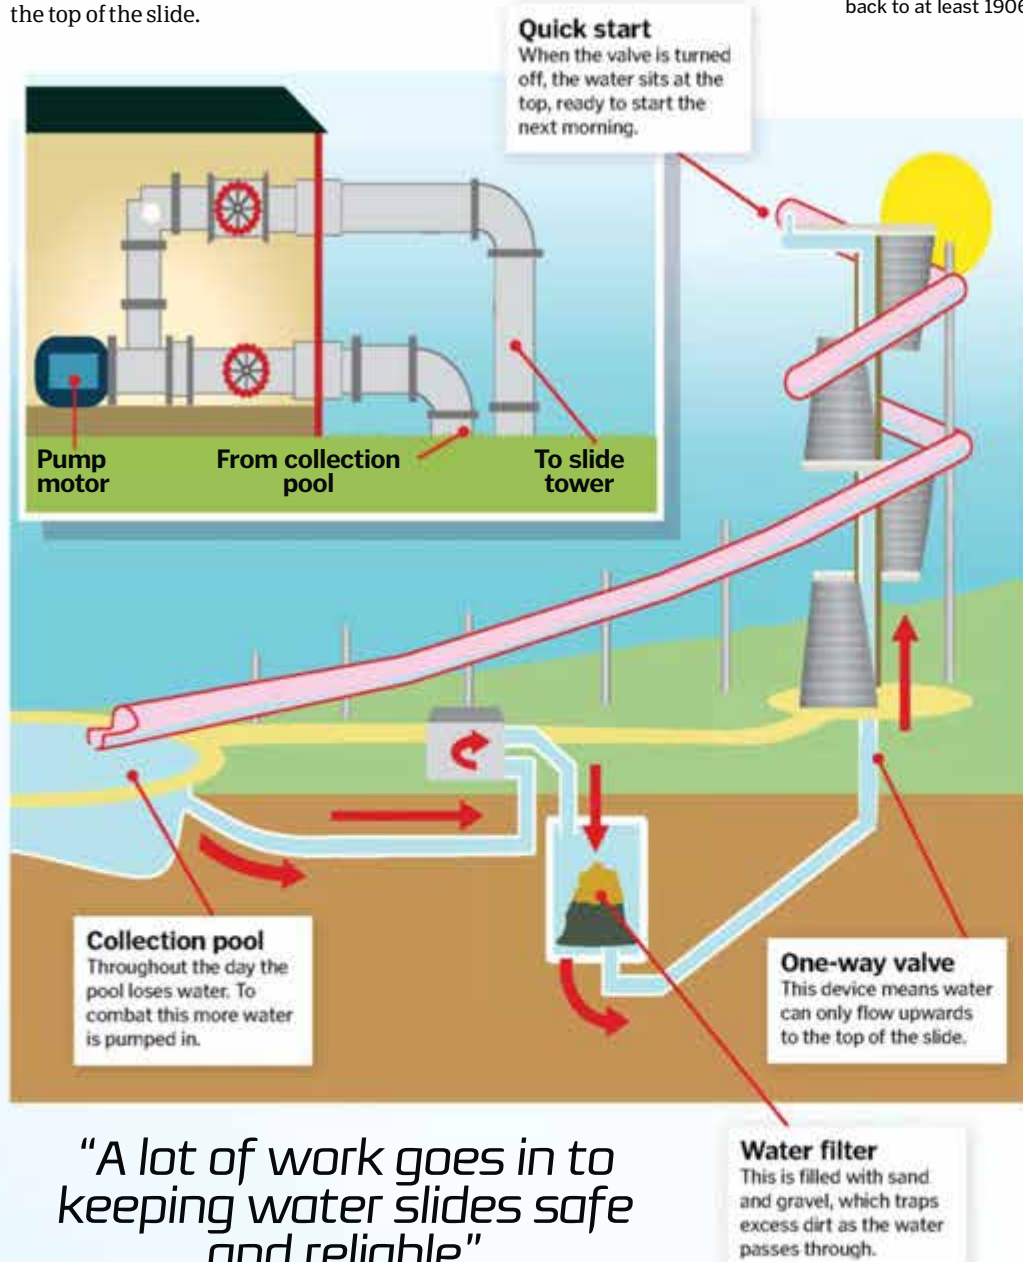 the top of the slide.
back to at least 1906
Quick start
When the valve is turned
off, the water sits at the
top, ready to start the
next morning.
Pump
motor
From collection
pool
To slide
tower
Collection pool
Throughout the day the
pool loses water. To
combat this more water
is pumped in.
One-way valve
This device means water
can only flow upwards
to the top of the slide.
Water filter
This is filled with sand
and gravel, which traps
excess dirt as the water
passes through.
“A lot of work goes in to
keeping water slides safe
and reliable”